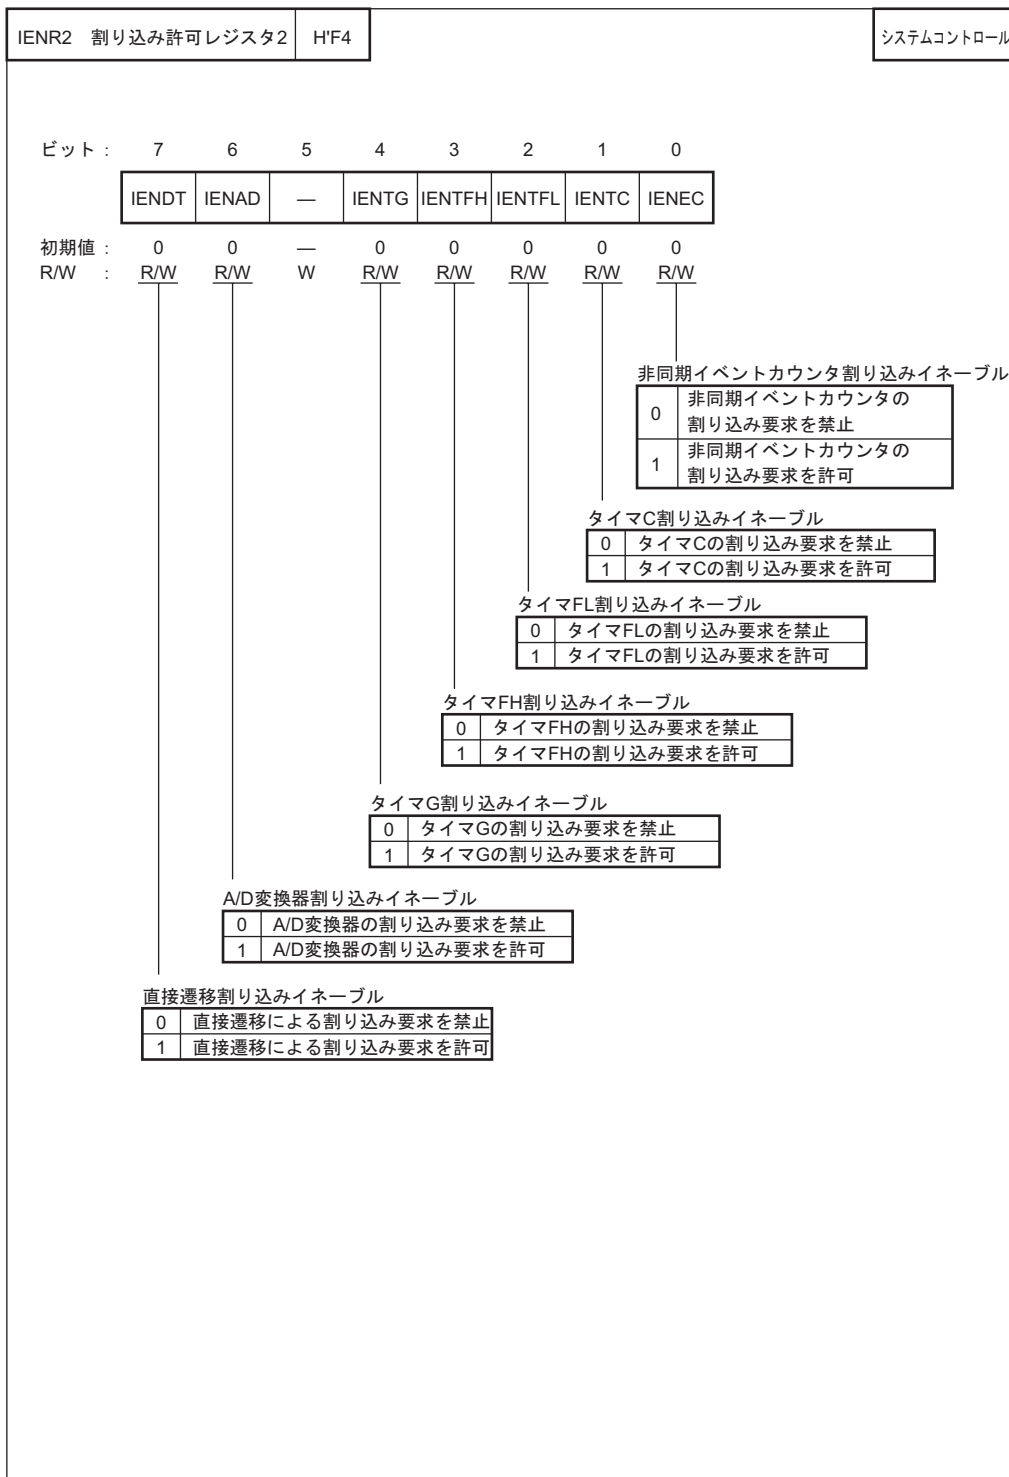 IENR2 割り込み許可レジスタ2 H'F4 システムコントロール
ビット : 7 6 5 4 3 2 1 0
IENDT IENAD — IENTG IENTFH IENTFL IENTC IENEC
初期値 : 0 0 — 0 0 0 0 0
R/W : R/W R/W W R/W R/W R/W R/W R/W
非同期イベントカウンタ割り込みイネーブル
0 非同期イベントカウンタの
割り込み要求を禁止
1 非同期イベントカウンタの
割り込み要求を許可
タイマC割り込みイネーブル
0 タイマCの割り込み要求を禁止
1 タイマCの割り込み要求を許可
タイマFL割り込みイネーブル
0 タイマFLの割り込み要求を禁止
1 タイマFLの割り込み要求を許可
タイマFH割り込みイネーブル
0 タイマFHの割り込み要求を禁止
1 タイマFHの割り込み要求を許可
タイマG割り込みイネーブル
0 タイマGの割り込み要求を禁止
1 タイマGの割り込み要求を許可
A/D変換器割り込みイネーブル
0 A/D変換器の割り込み要求を禁止
1 A/D変換器の割り込み要求を許可
直接遷移割り込みイネーブル
0 直接遷移による割り込み要求を禁止
1 直接遷移による割り込み要求を許可